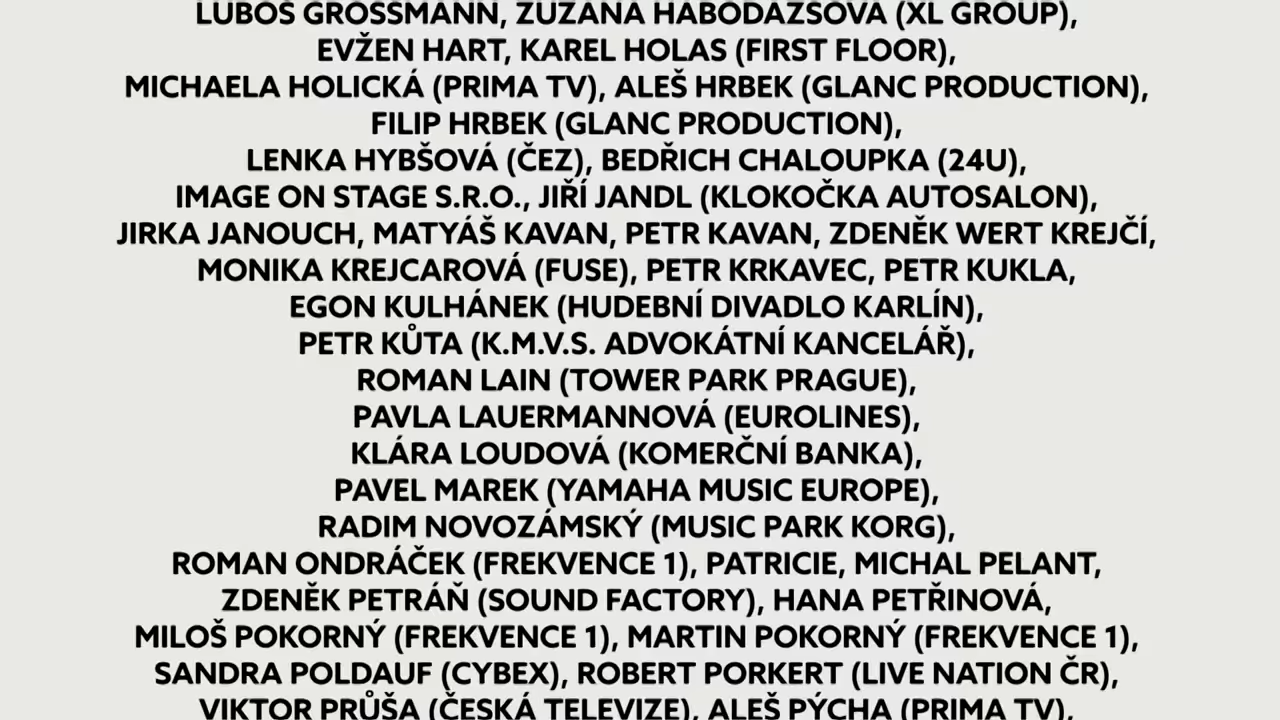 LUBOŠ GROSSMANN, ZUZANA HABODÁZSOVÁ (XL GROUP),
EVŽEN HART, KAREL HOLAS (FIRST FLOOR),
MICHAELA HOLICKÁ (PRIMA TV), ALEŠ HRBEK (GLANC PRODUCTION),
FILIP HRBEK (GLANC PRODUCTION),
LENKA HYBŠOVÁ (ČEZ), BEDŘICH CHALOUPKA (24U),
IMAGE ON STAGE S.R.O., JIŘÍ JANDL (KLOKOČKA AUTOSALON),
JIRKA JANOUCH, MATYÁŠ KAVAN, PETR KAVAN, ZDENĚK WERT KREJČÍ,
MONIKA KREJCAROVÁ (FUSE), PETR KRKAVEC, PETR KUKLA,
EGON KULHÁNEK (HUDEBNÍ DIVADLO KARLÍN),
PETR KŮTA (K.M.V.S. ADVOKÁTNÍ KANCELÁŘ),
ROMAN LAIN (TOWER PARK PRAGUE),
PAVLA LAUERMANNOVÁ (EUROLINES),
KLÁRA LOUDOVÁ (KOMERČNÍ BANKA),
PAVEL MAREK (YAMAHA MUSIC EUROPE),
RADIM NOVOZÁMSKÝ (MUSIC PARK KORG),
ROMAN ONDRÁČEK (FREKVENCE 1), PATRICIE, MICHAL PELANT,
ZDENĚK PETRÁŇ (SOUND FACTORY), HANA PETŘINOVÁ,
MILOŠ POKORNÝ (FREKVENCE 1), MARTIN POKORNÝ (FREKVENCE 1),
SANDRA POLDAUF (CYBEX), ROBERT PORKERT (LIVE NATION ČR),
VIKTOR PRŮŠA (ČESKÁ TELEVIZE), ALEŠ PÝCHA (PRIMA TV),